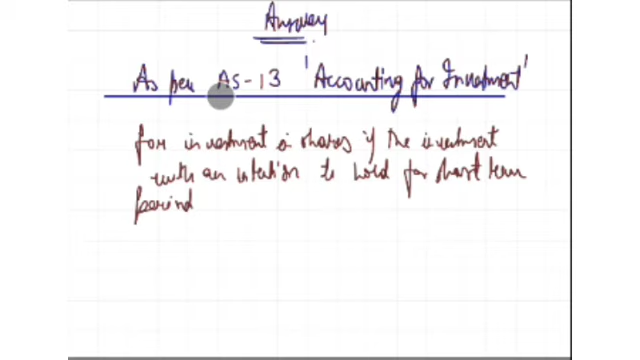 Answer
As per AS-13 'Accounting for Investment'
for investment in shares if the investment
with an intention to hold for short term
period